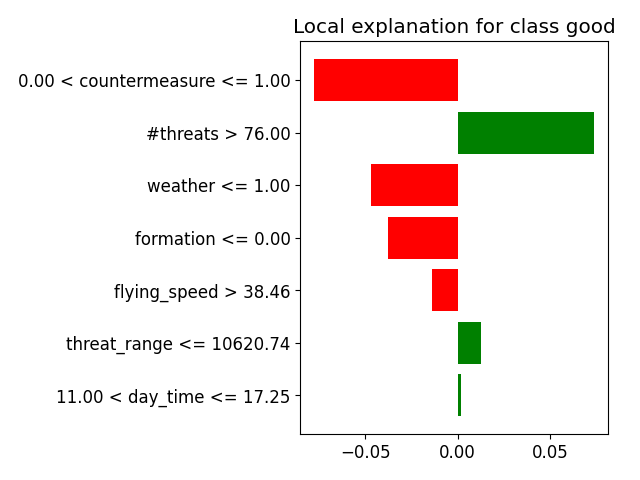 Local explanation for class good
0.00 < countermeasure <= 1.00
#threats > 76.00
weather <= 1.00
formation <= 0.00
flying_speed > 38.46
threat_range <= 10620.74
11.00 < day_time <= 17.25
−0.05 0.00 0.05